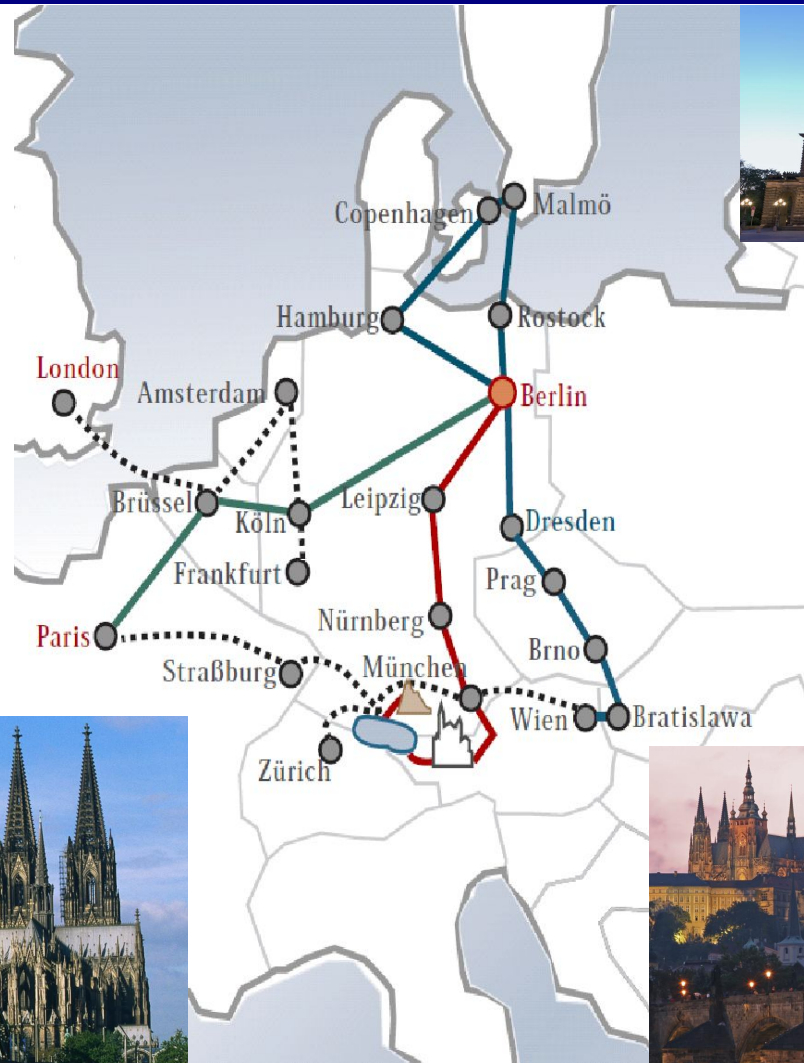 Copenhagen
Malmö
Hamburg
Rostock
London
Amsterdam
Berlin
Brüssel
Köln
Leipzig
Dresden
Frankfurt
Prag
Nürnberg
Paris
Brno
Straßburg
München
Wien
Bratislawa
Zürich